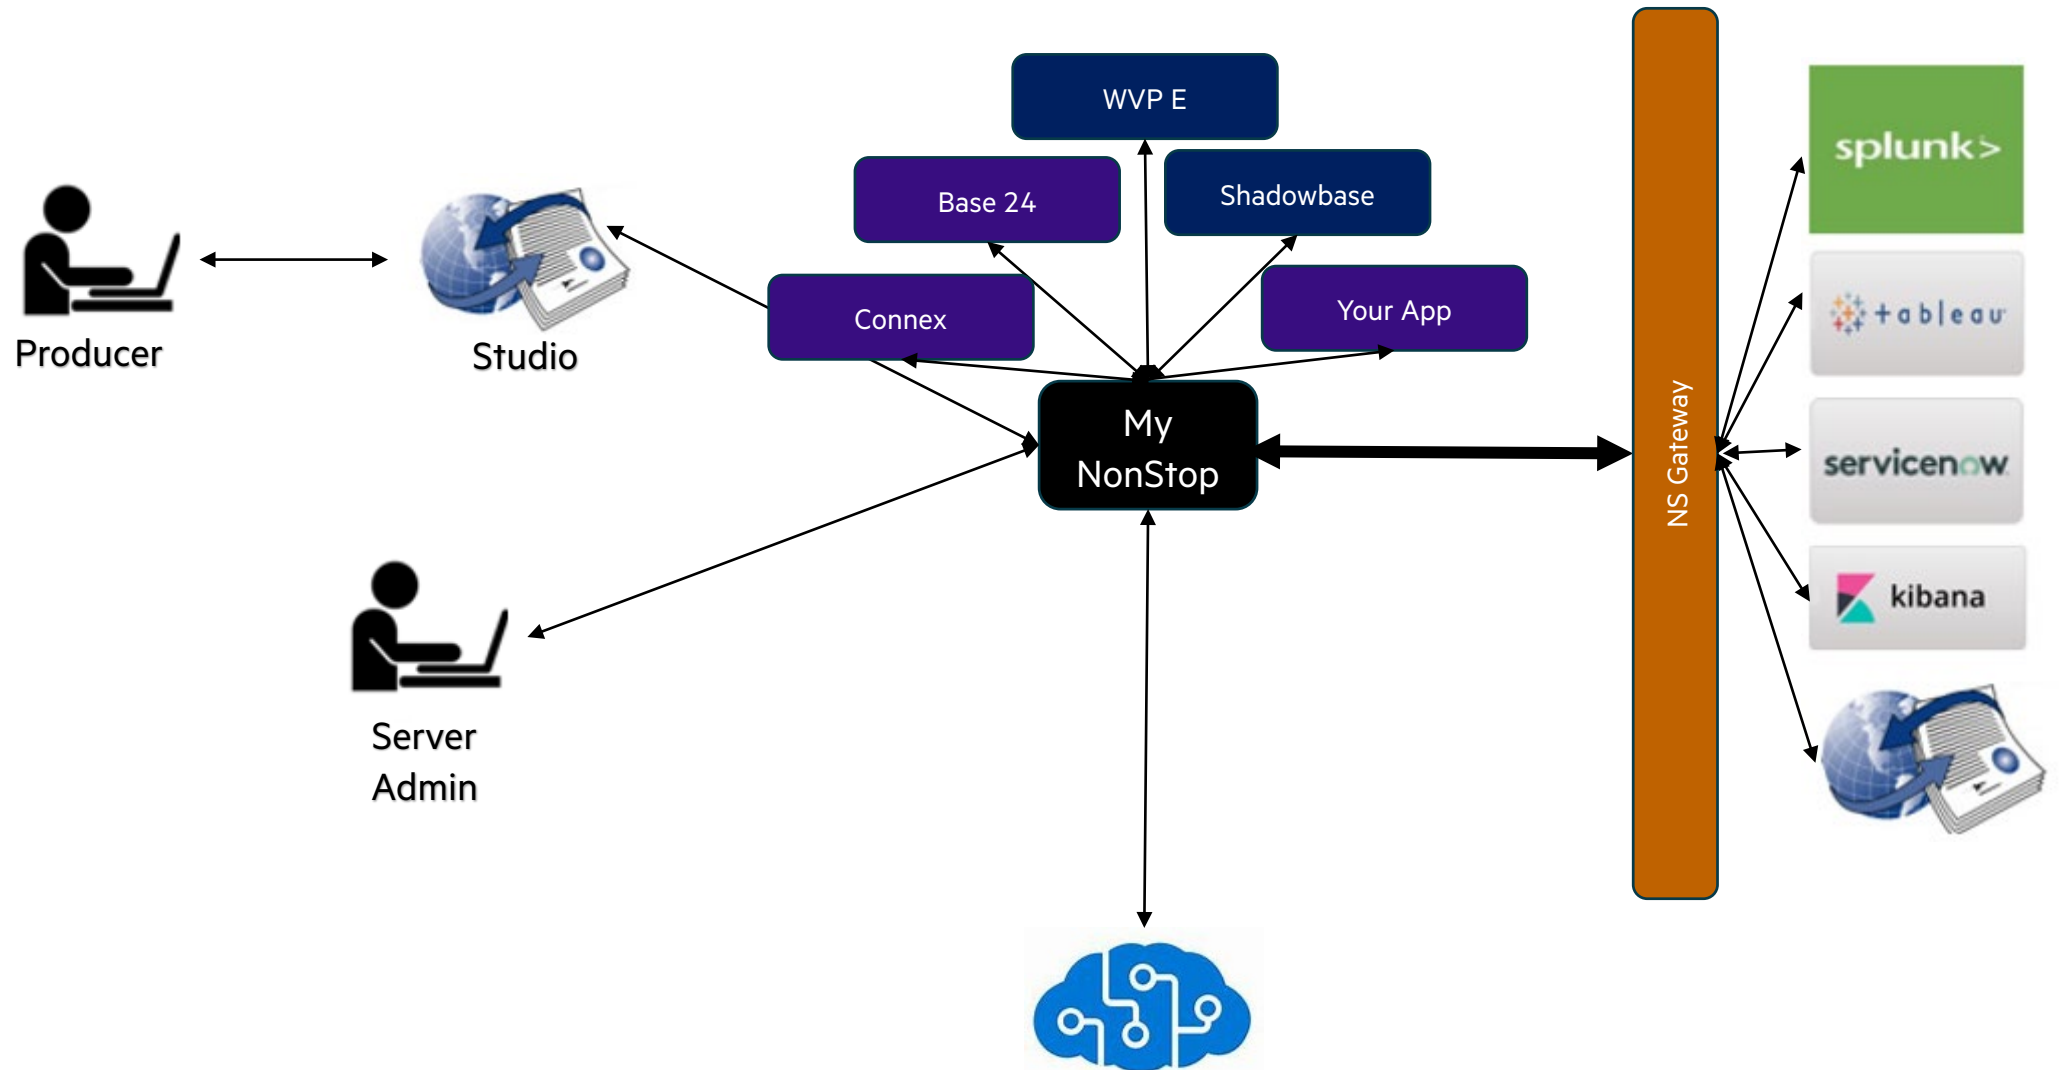 WVP E
Base 24
Shadowbase
Connex
Your App
Producer
Studio
My
NonStop
Server
Admin
NS Gateway
splunk>
+ableau
servicenow
kibana